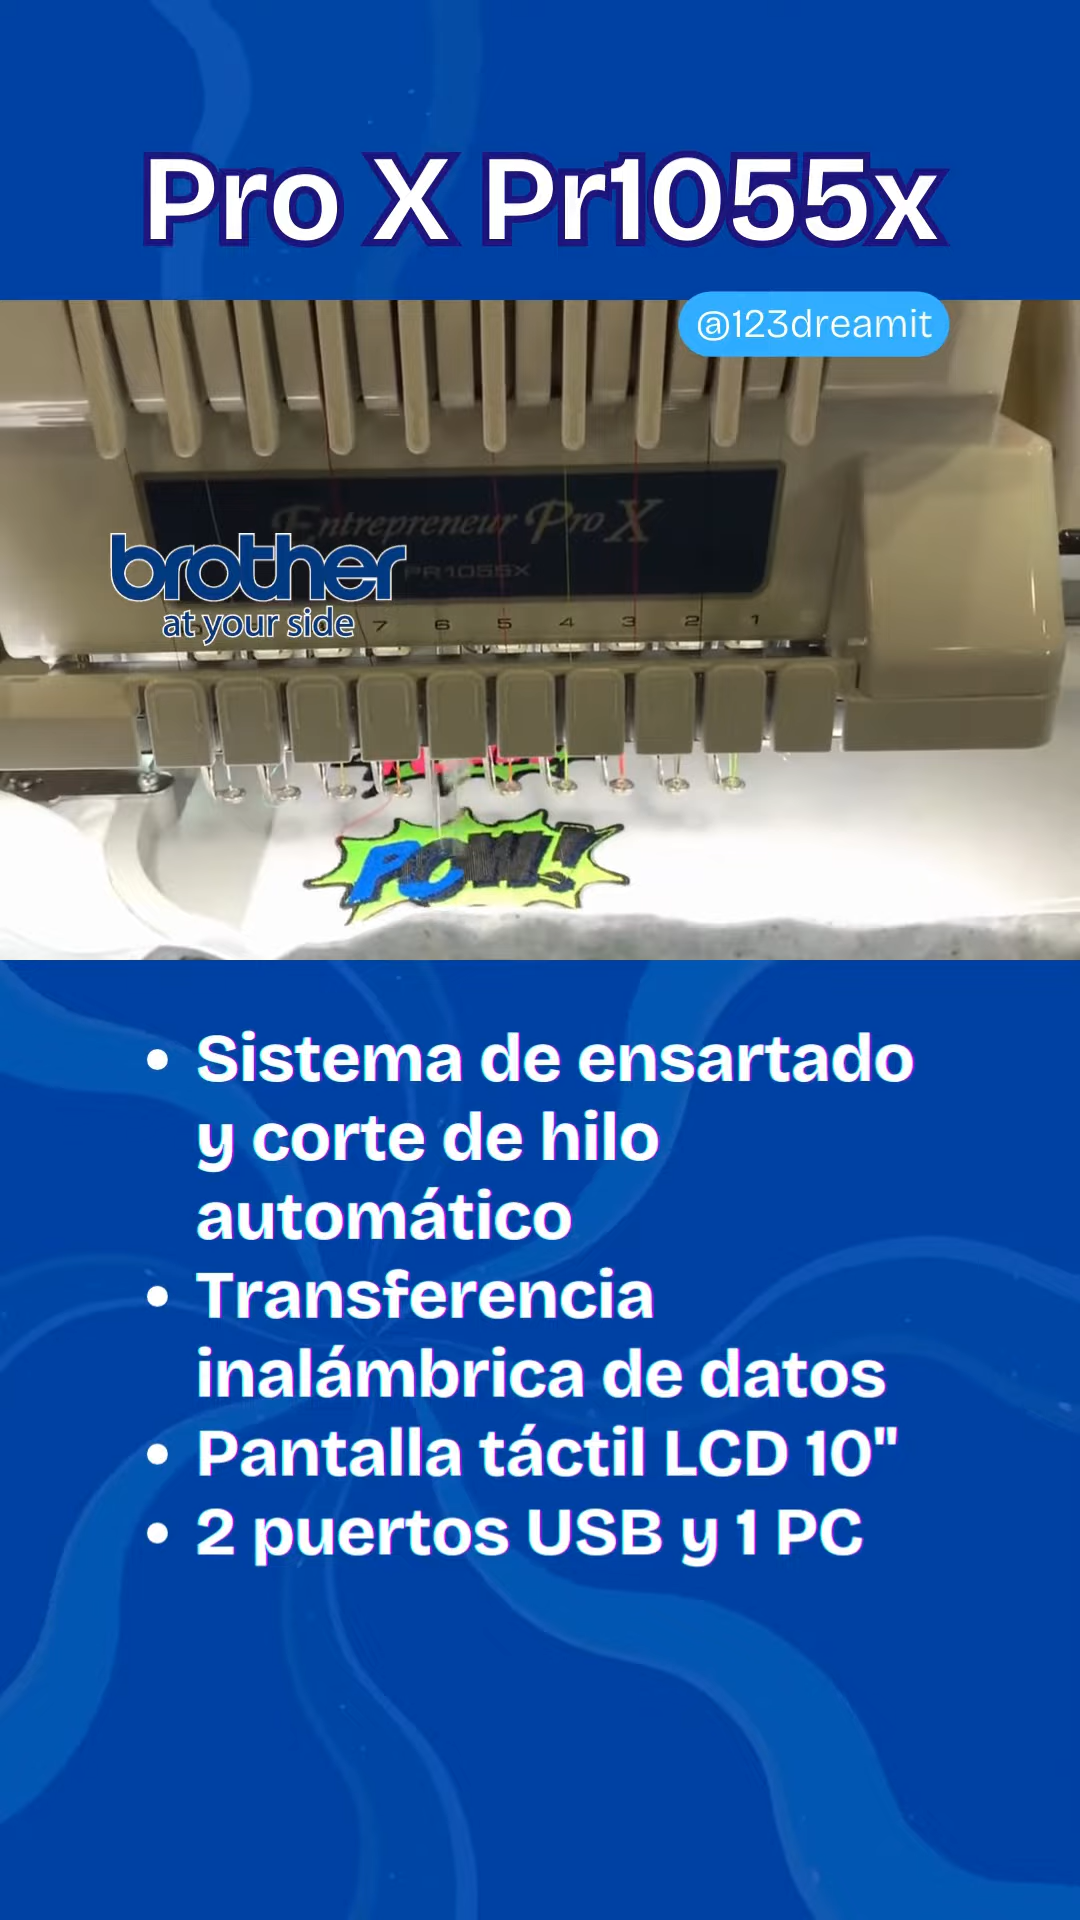 Pro X Pr1055x
@123dreamit
Entrepreneur Pro X
PR1055X
brother
at your side
7 6 5 4 3 2 1
POW!
• Sistema de ensartado
y corte de hilo
automático
• Transferencia
inalámbrica de datos
• Pantalla táctil LCD 10"
• 2 puertos USB y 1 PC